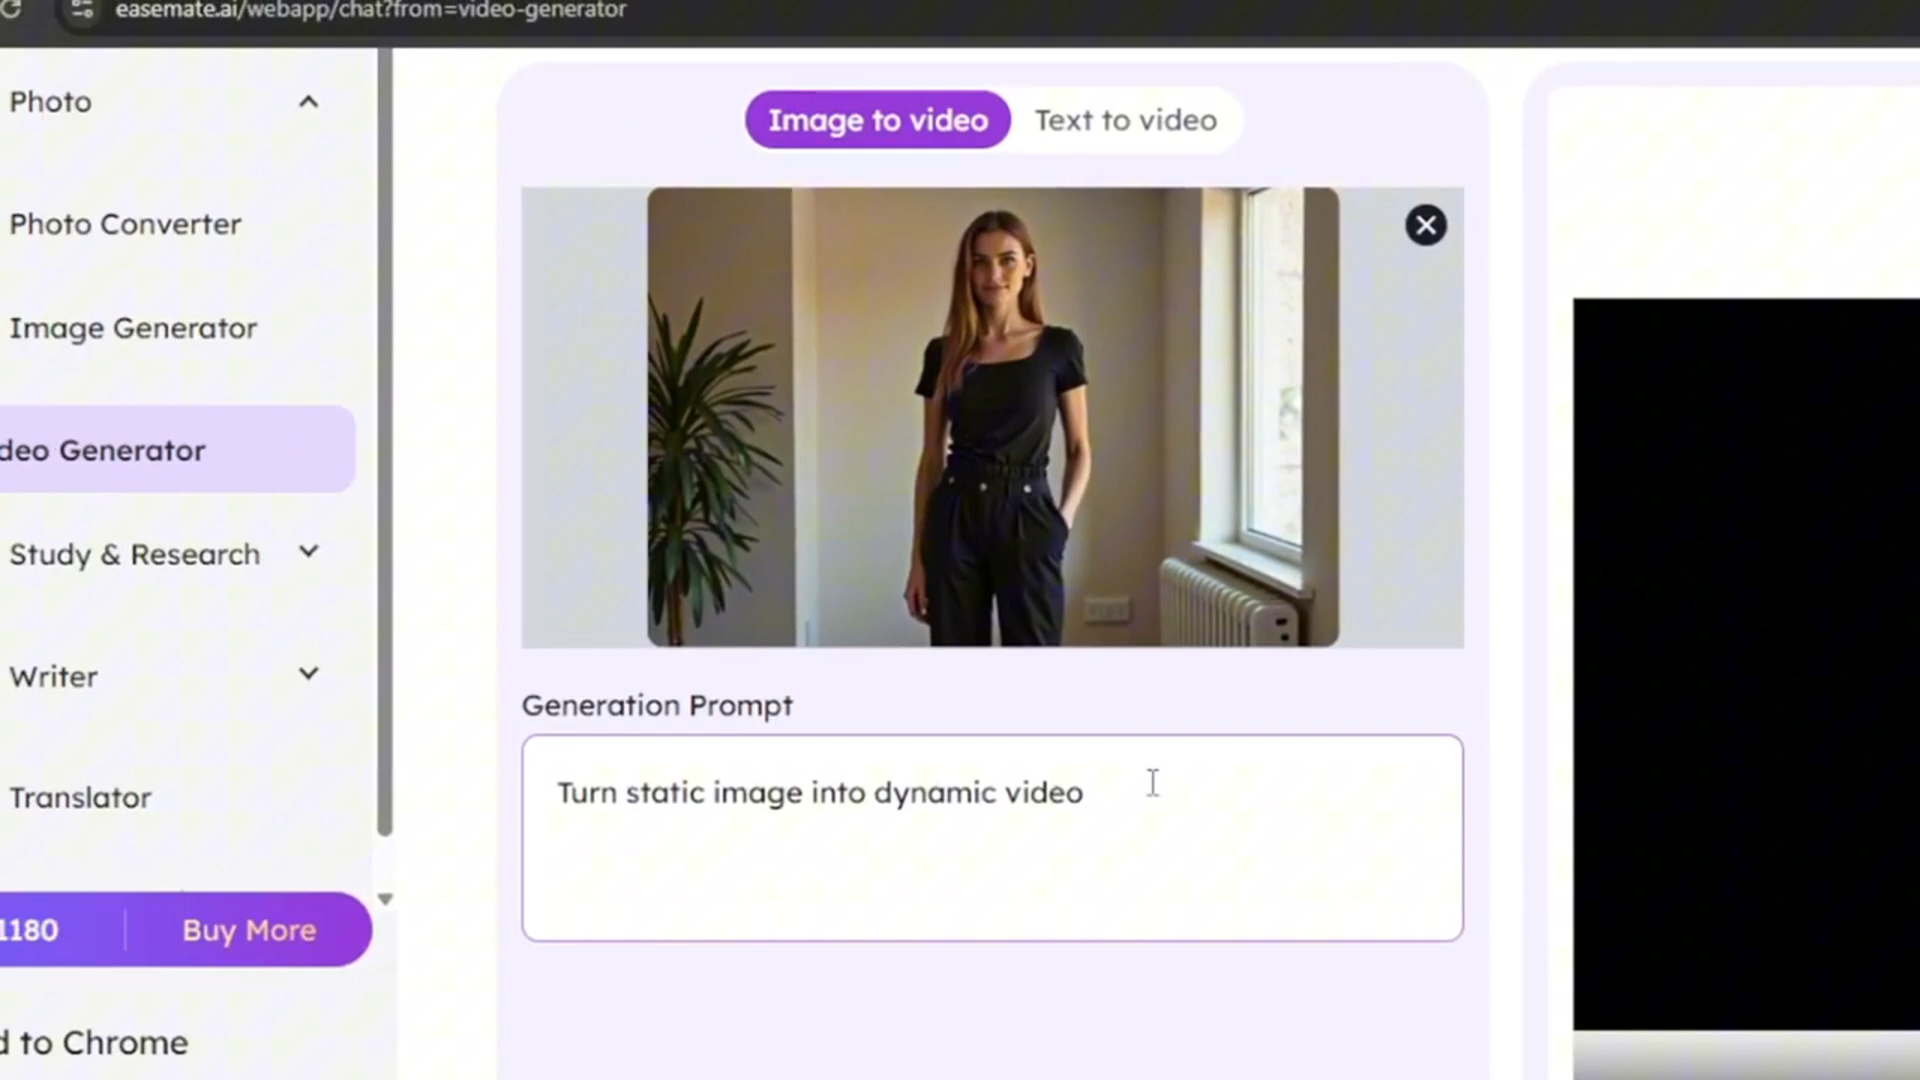 easemate.ai/webapp/chat?from=video-generator
Photo
Photo Converter
Image Generator
deo Generator
Study & Research
Writer
Translator
1180
Buy More
d to Chrome
Image to video
Text to video
Generation Prompt
Turn static image into dynamic video